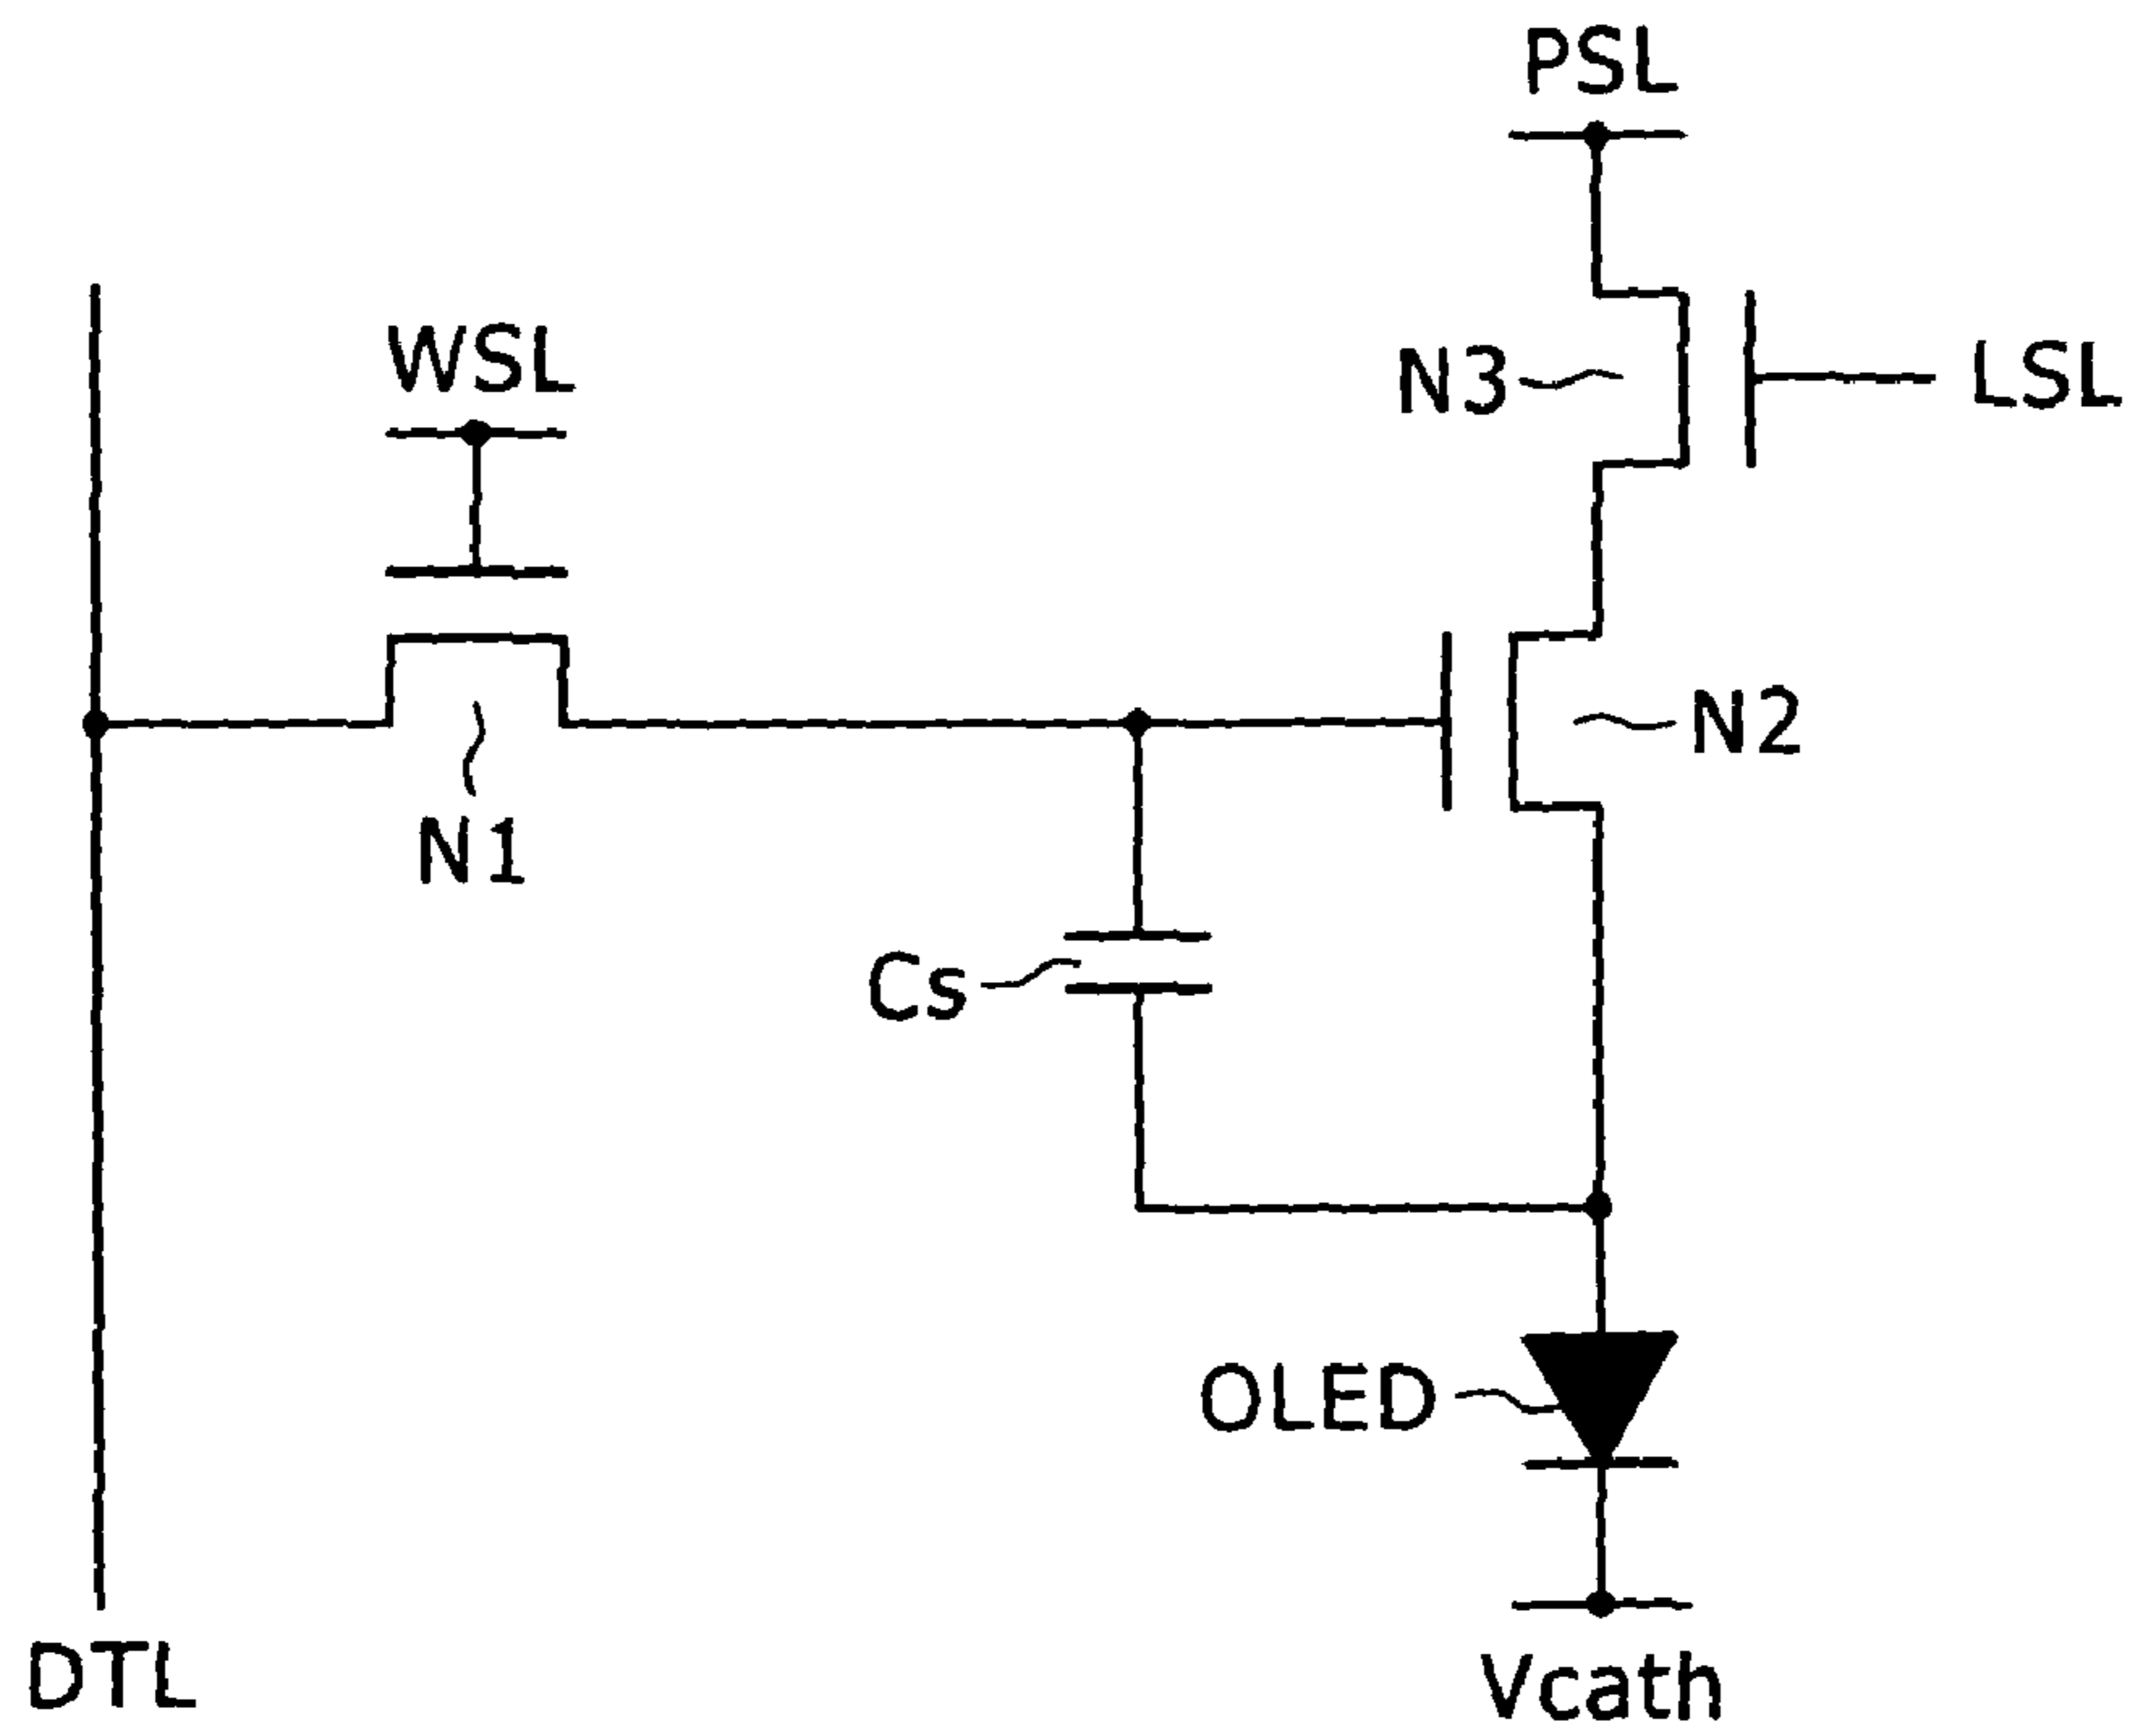 PSL
WSL
N3
LSL
N2
N1
Cs
OLED
DTL
Vcath